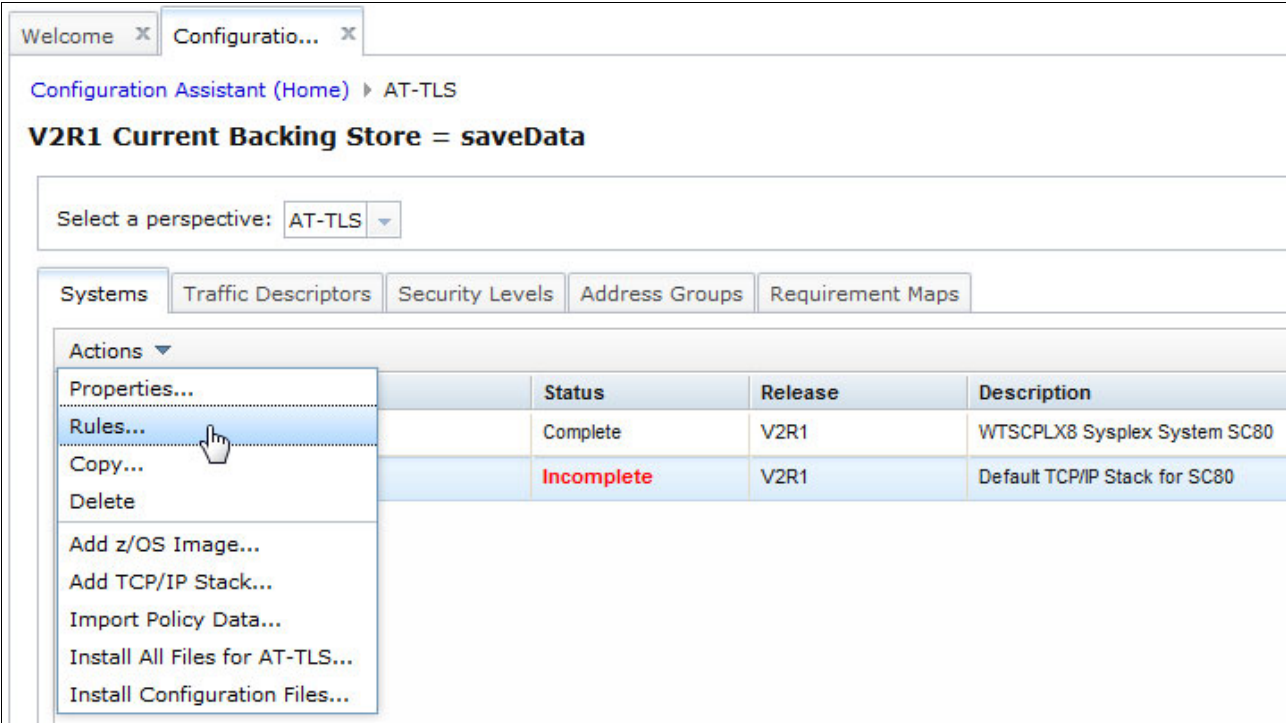 Welcome X Configuratio... X
Configuration Assistant (Home) AT-TLS
V2R1 Current Backing Store = saveData
Select a perspective: AT-TLS
Systems Traffic Descriptors Security Levels Address Groups Requirement Maps
Actions
Status Release Description
Complete V2R1 WTSCPLX8 Sysplex System SC80
Incomplete V2R1 Default TCP/IP Stack for SC80
Properties...
Rules...
Copy...
Delete
Add z/OS Image...
Add TCP/IP Stack...
Import Policy Data...
Install All Files for AT-TLS...
Install Configuration Files...